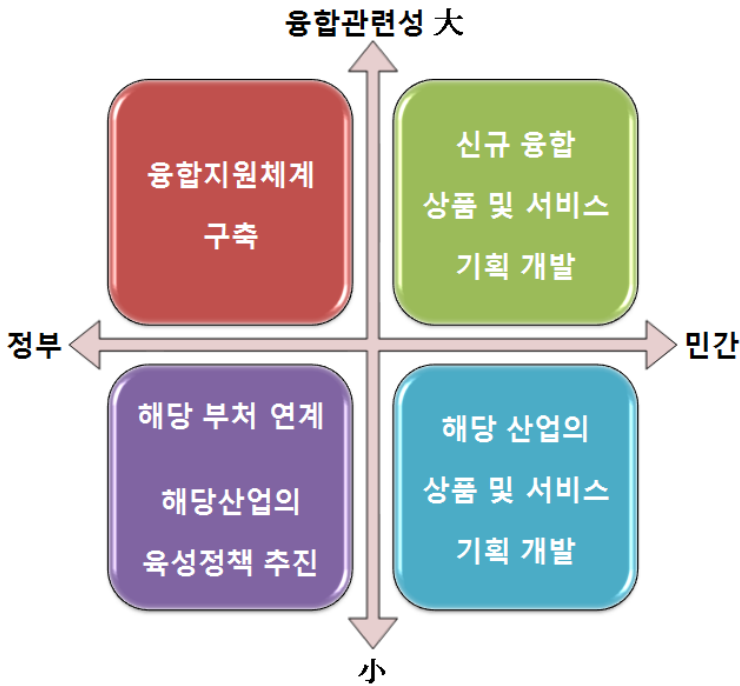 융합관련성 大
융합지원체계
구축
신규 융합
상품 및 서비스
기획 개발
정부
민간
해당 부처 연계
해당산업의
육성정책 추진
해당 산업의
상품 및 서비스
기획 개발
小